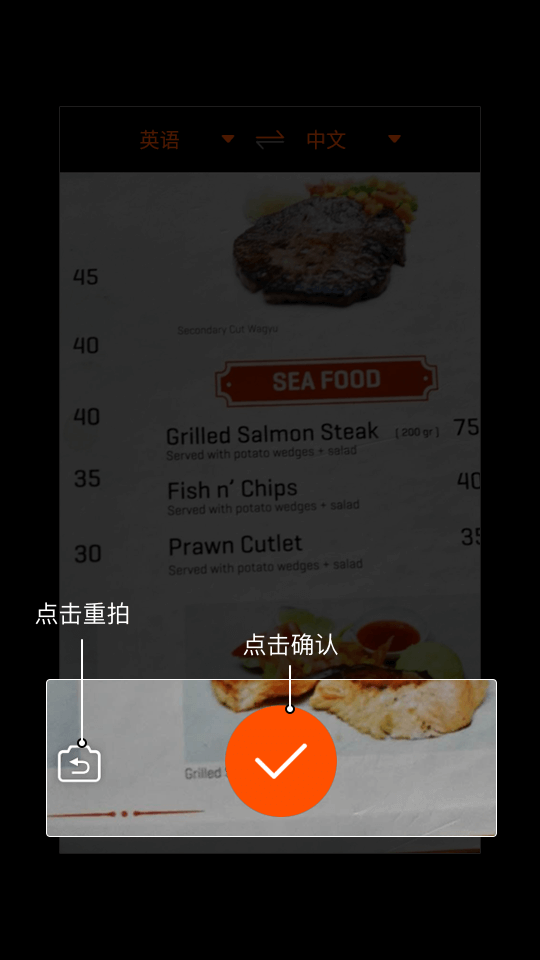 英语 中文
45
Secondary Cut Wagyu
40
SEA FOOD
40 Grilled Salmon Steak [ 200 gr ] 75
Served with potato wedges + salad
35 Fish n' Chips 40
Served with potato wedges + salad
30 Prawn Cutlet 35
Served with potato wedges + salad
点击重拍
点击确认
Grilled